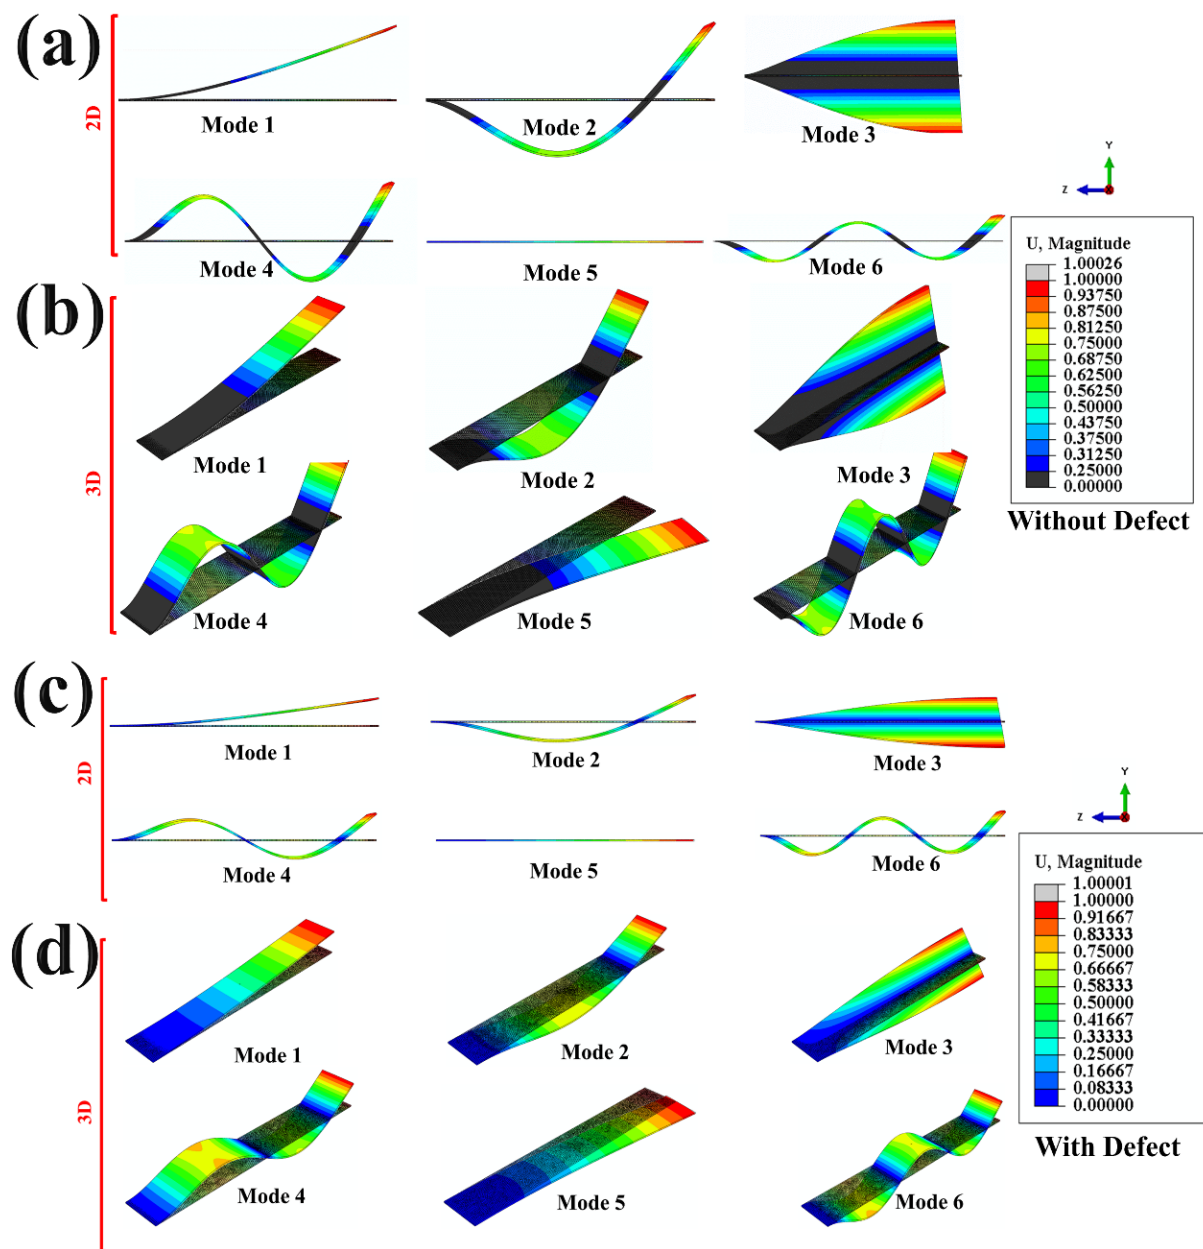 (a)
2D
Mode 1
Mode 2
Mode 3
Mode 4
Mode 5
Mode 6
Y
Z
X
U, Magnitude
1.00026
1.00000
0.93750
0.87500
0.81250
0.75000
0.68750
0.62500
0.56250
0.50000
0.43750
0.37500
0.31250
0.25000
0.00000
Without Defect
(b)
3D
Mode 1
Mode 2
Mode 3
Mode 4
Mode 5
Mode 6
(c)
2D
Mode 1
Mode 2
Mode 3
Mode 4
Mode 5
Mode 6
Y
Z
X
U, Magnitude
1.00001
1.00000
0.91667
0.83333
0.75000
0.66667
0.58333
0.50000
0.41667
0.33333
0.25000
0.16667
0.08333
0.00000
With Defect
(d)
3D
Mode 1
Mode 2
Mode 3
Mode 4
Mode 5
Mode 6